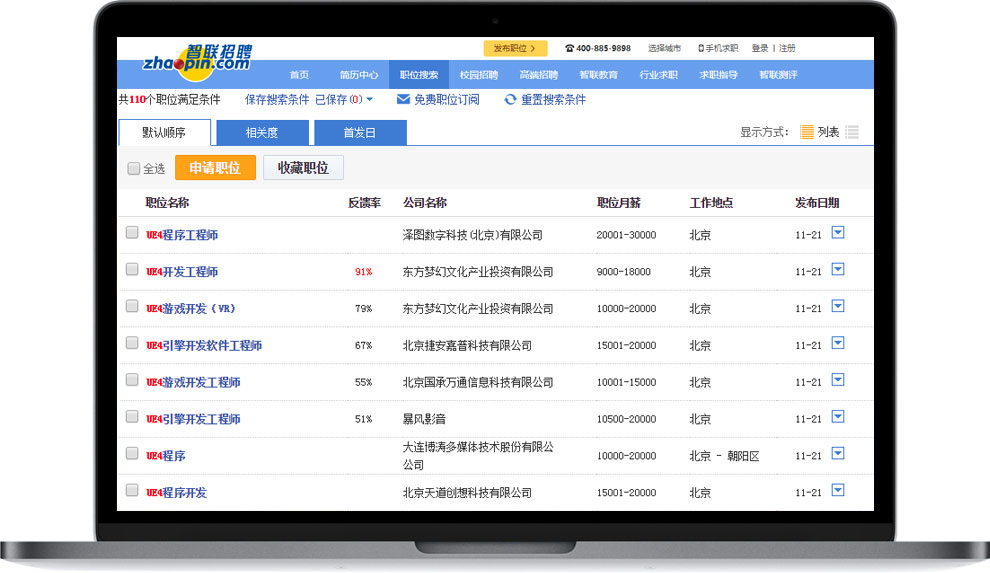 智联招聘
zhaopin.com
发布职位 > 400-885-9898 选择城市 手机求职 登录 | 注册
首页 简历中心 职位搜索 校园招聘 高端招聘 智联教育 行业求职 求职指导 智联测评
共110个职位满足条件 保存搜索条件 已保存(0) 免费职位订阅 重置搜索条件
默认顺序 相关度 首发日 显示方式： 列表
全选 申请职位 收藏职位
职位名称 反馈率 公司名称 职位月薪 工作地点 发布日期
UE4程序工程师 泽图数字科技(北京)有限公司 20001-30000 北京 11-21
UE4开发工程师 91% 东方梦幻文化产业投资有限公司 9000-18000 北京 11-21
UE4游戏开发（VR） 79% 东方梦幻文化产业投资有限公司 10000-20000 北京 11-21
UE4引擎开发软件工程师 67% 北京捷安嘉普科技有限公司 15001-20000 北京 11-21
UE4游戏开发工程师 55% 北京国承万通信息科技有限公司 10001-15000 北京 11-21
UE4引擎开发工程师 51% 暴风影音 10500-20000 北京 11-21
UE4程序 大连博涛多媒体技术股份有限公
公司 10000-20000 北京 - 朝阳区 11-21
UE4程序开发 北京天道创想科技有限公司 15001-20000 北京 11-21